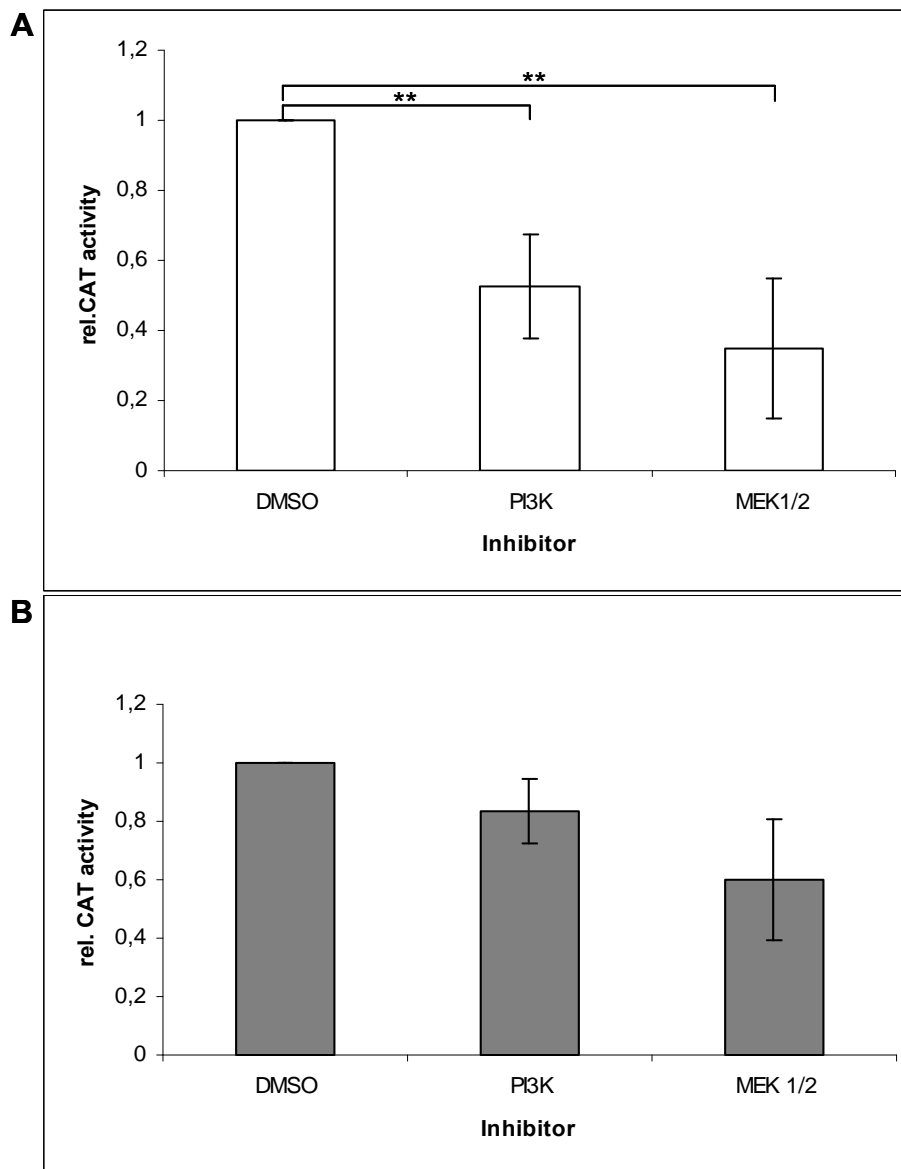 A
1,2
**
**
1
0,8
0,6
0,4
0,2
0
rel.CAT activity
DMSO PI3K MEK1/2
Inhibitor
B
1,2
1
0,8
0,6
0,4
0,2
0
rel. CAT activity
DMSO PI3K MEK 1/2
Inhibitor